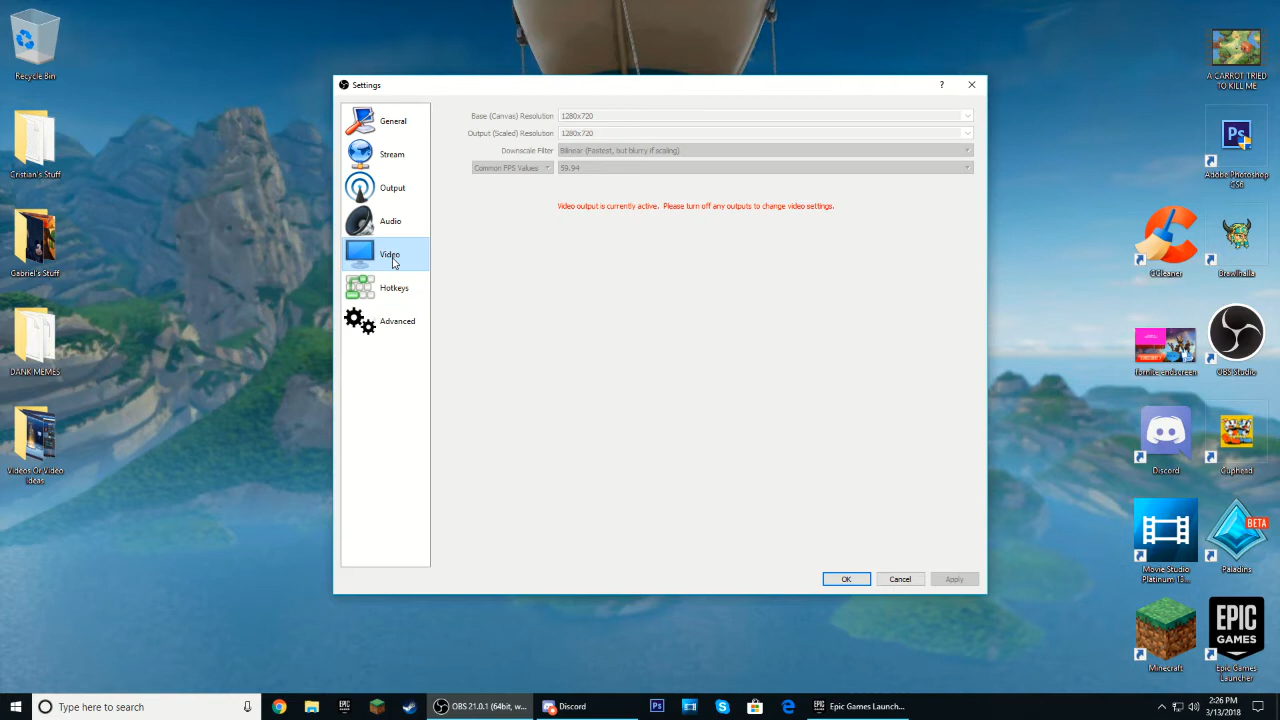 Recycle Bin
Cristian's Stuff
Gabriel's Stuff
DANK MEMES
Videos Or Video
Ideas
Settings
?
General
Stream
Output
Audio
Video
Hotkeys
Advanced
Base (Canvas) Resolution 1280x720
Output (Scaled) Resolution 1280x720
Downscale Filter Bilinear (Fastest, but blurry if scaling)
Common FPS Values 59.94
Video output is currently active. Please turn off any outputs to change video settings.
OK Cancel Apply
A CARROT TRIED
TO KILL ME
Ps
Adobe Photoshop
CS6
CCleaner
Brawlhalla
fornite endscreen
OBS Studio
Discord
Cuphead
BETA
Movie Studio
Platinum 13...
Paladins
EPIC
GAMES
Minecraft
Epic Games
Launcher
Type here to search
EPIC
GAMES
OBS 21.0.1 (64bit, w...
Discord
Ps
Epic Games Launch...
2:26 PM
3/13/2018